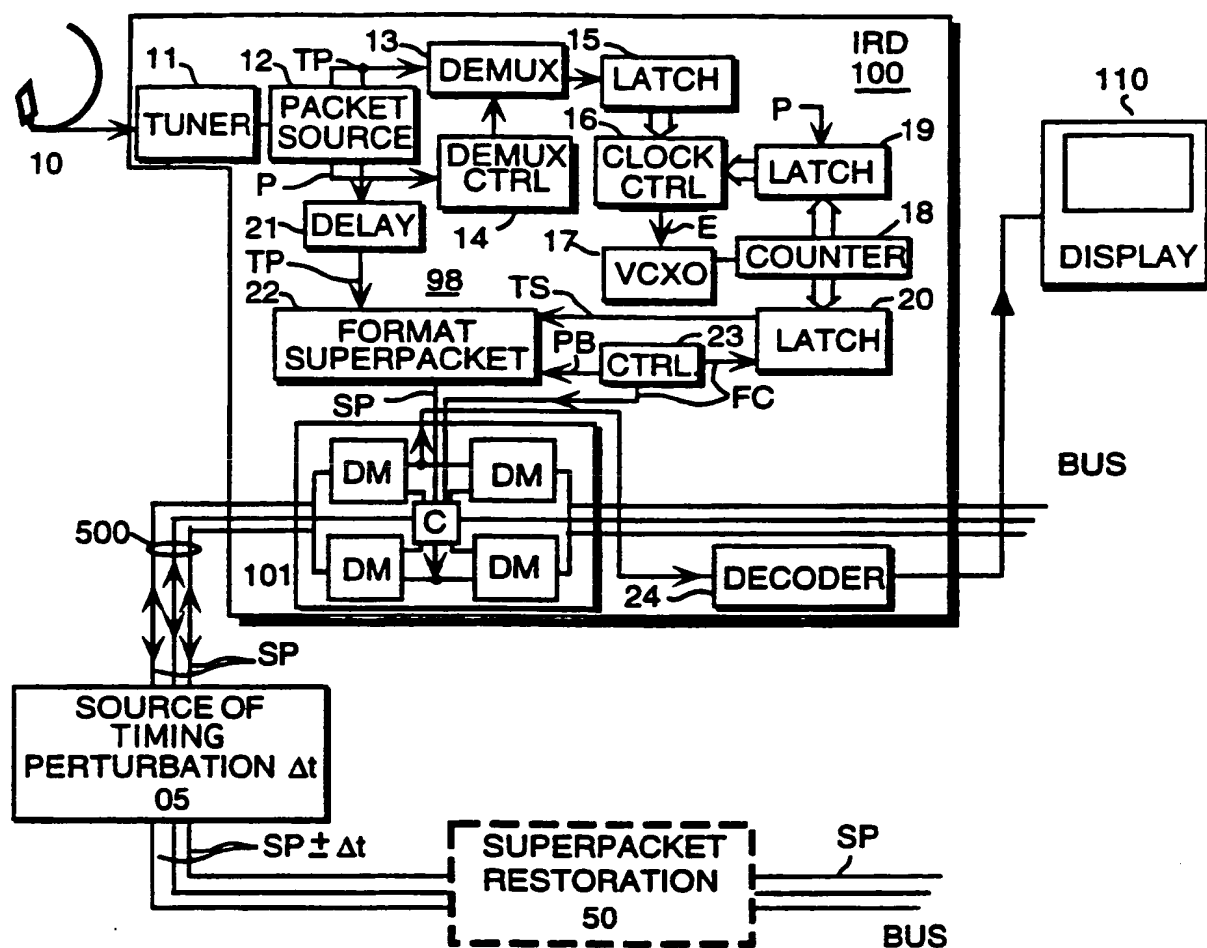 IRD
100
110
10
11
TUNER
12
TP
PACKET
SOURCE
P
13
DEMUX
DEMUX
CTRL
14
15
LATCH
16
CLOCK
CTRL
E
P
19
LATCH
17
VCXO
18
COUNTER
DISPLAY
21
DELAY
TP
98
22
FORMAT
SUPERPACKET
TS
20
LATCH
PB
23
CTRL
FC
SP
DM
DM
C
DM
DM
101
BUS
500
24
DECODER
SP
SOURCE OF
TIMING
PERTURBATION Δt
05
SP ± Δt
SUPERPACKET
RESTORATION
50
SP
BUS